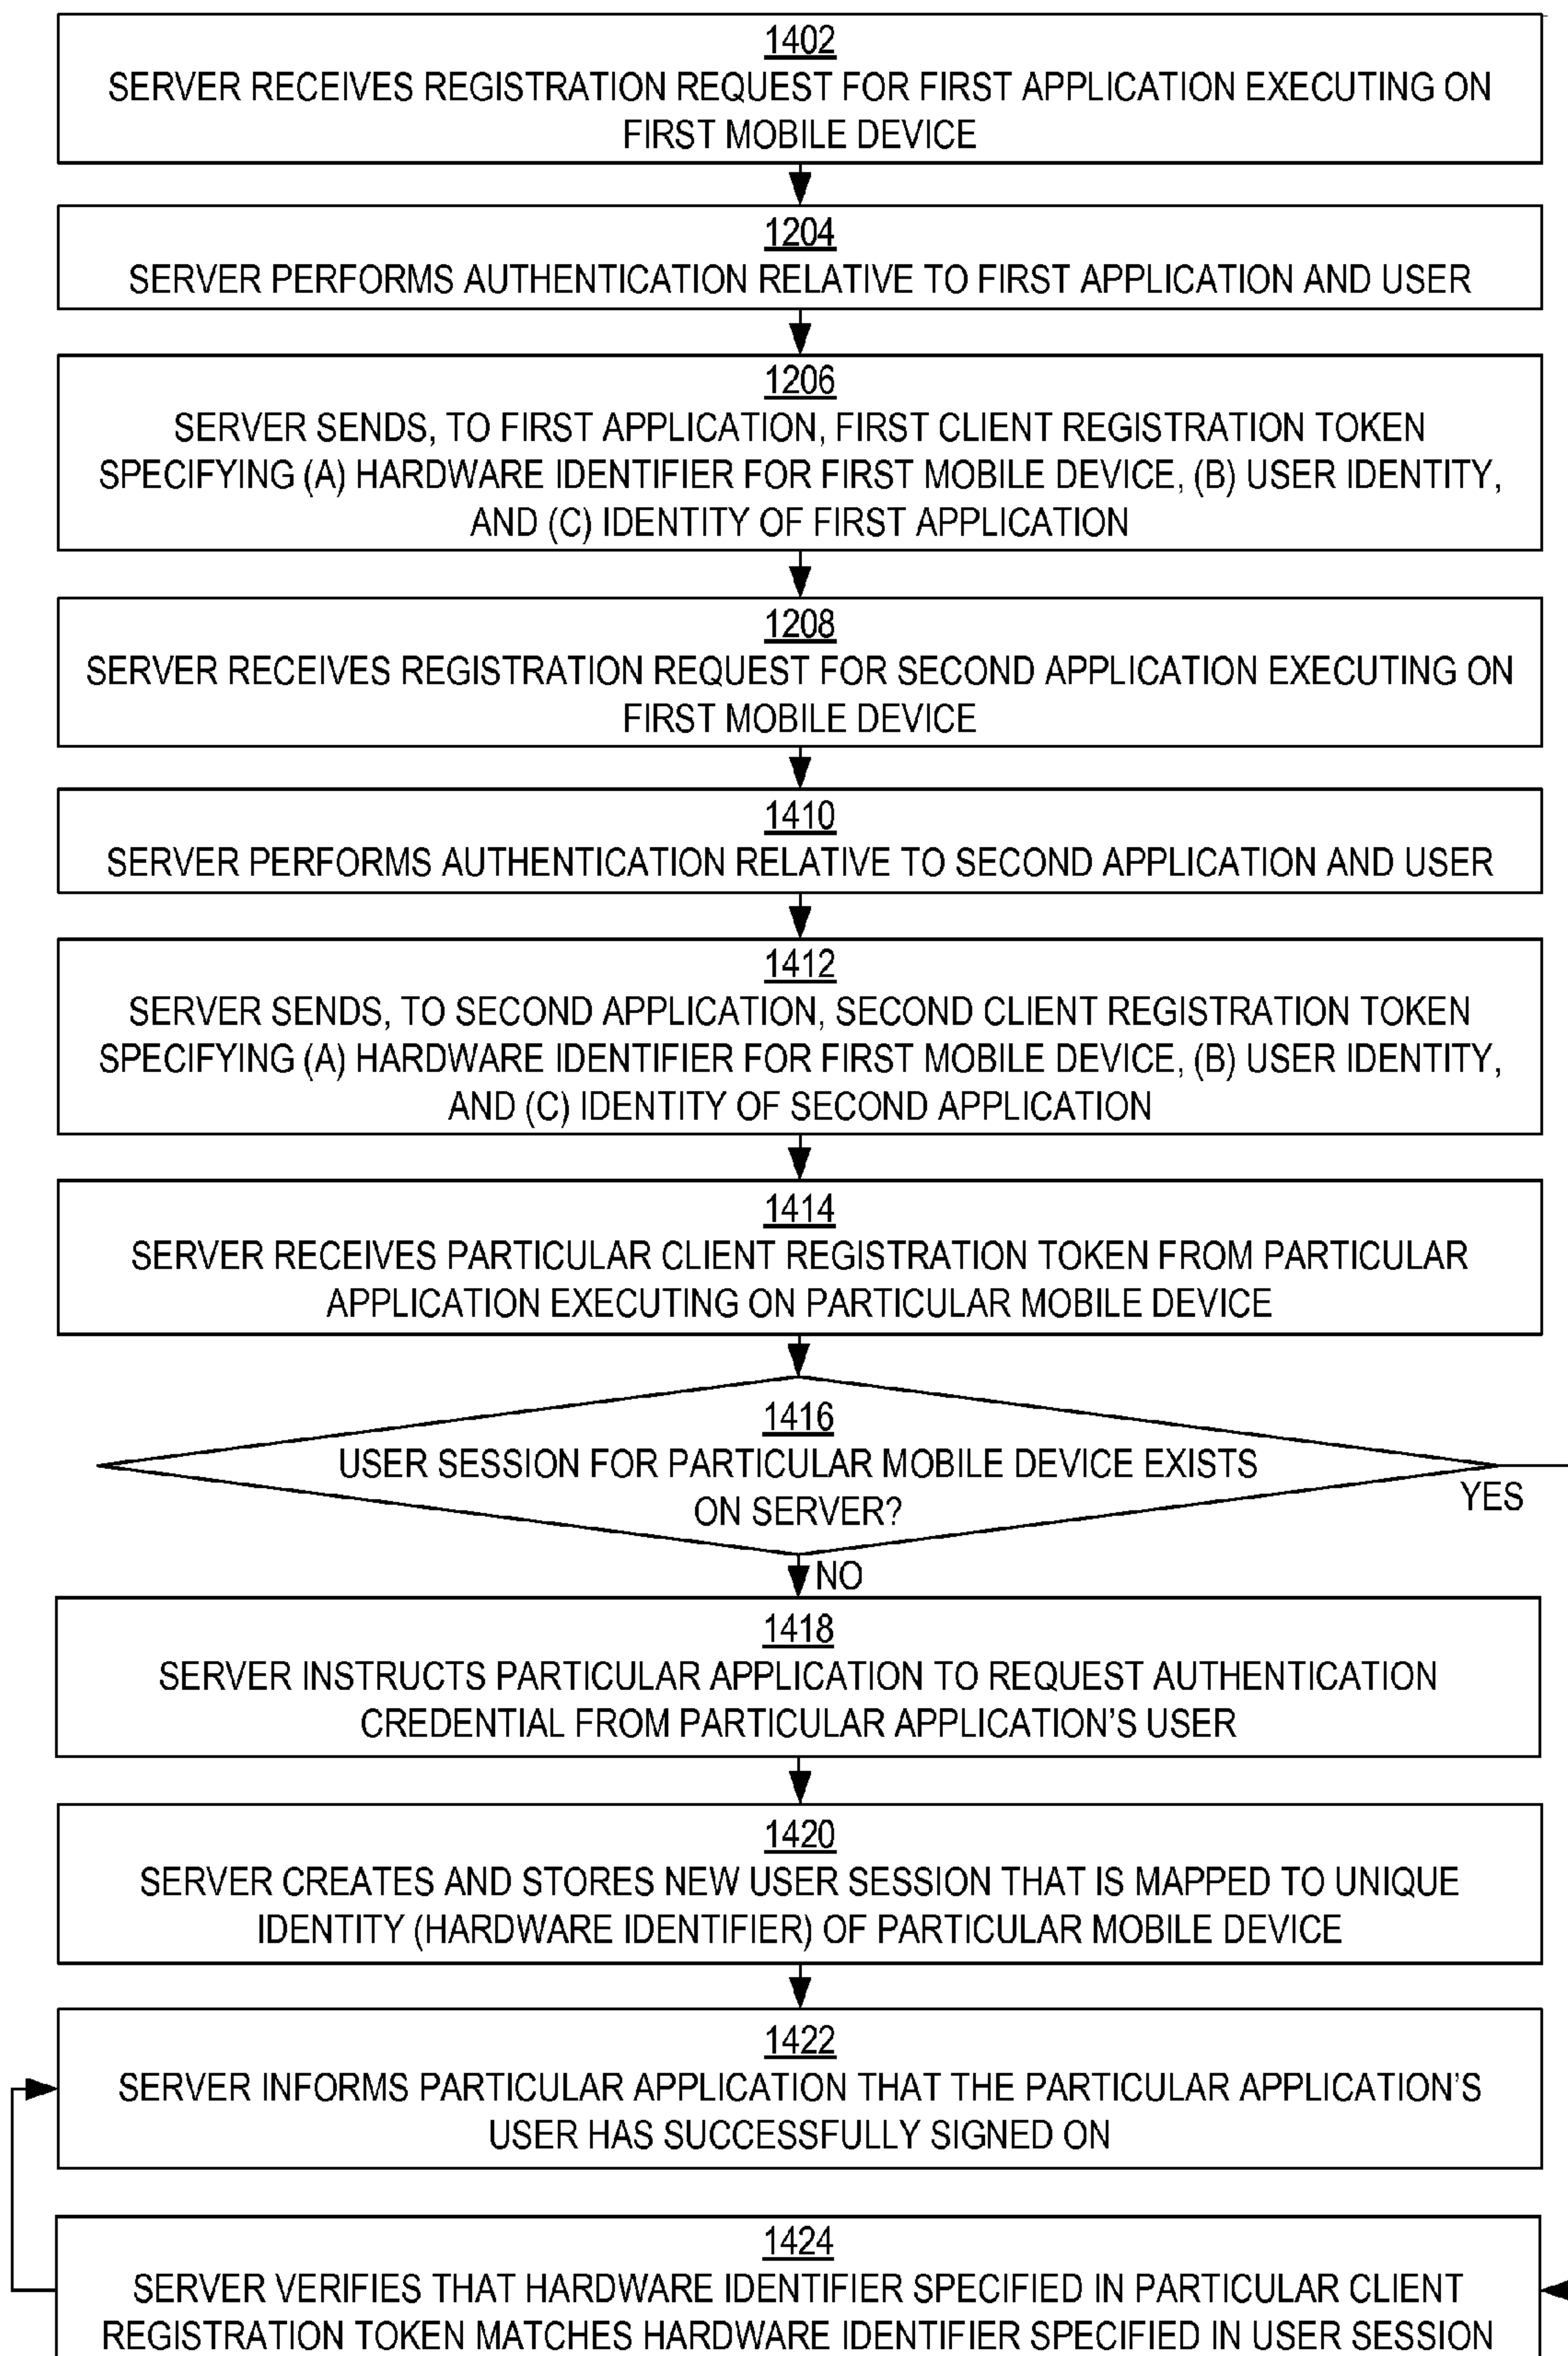 1402
SERVER RECEIVES REGISTRATION REQUEST FOR FIRST APPLICATION EXECUTING ON
FIRST MOBILE DEVICE
1204
SERVER PERFORMS AUTHENTICATION RELATIVE TO FIRST APPLICATION AND USER
1206
SERVER SENDS, TO FIRST APPLICATION, FIRST CLIENT REGISTRATION TOKEN
SPECIFYING (A) HARDWARE IDENTIFIER FOR FIRST MOBILE DEVICE, (B) USER IDENTITY,
AND (C) IDENTITY OF FIRST APPLICATION
1208
SERVER RECEIVES REGISTRATION REQUEST FOR SECOND APPLICATION EXECUTING ON
FIRST MOBILE DEVICE
1410
SERVER PERFORMS AUTHENTICATION RELATIVE TO SECOND APPLICATION AND USER
1412
SERVER SENDS, TO SECOND APPLICATION, SECOND CLIENT REGISTRATION TOKEN
SPECIFYING (A) HARDWARE IDENTIFIER FOR FIRST MOBILE DEVICE, (B) USER IDENTITY,
AND (C) IDENTITY OF SECOND APPLICATION
1414
SERVER RECEIVES PARTICULAR CLIENT REGISTRATION TOKEN FROM PARTICULAR
APPLICATION EXECUTING ON PARTICULAR MOBILE DEVICE
1416
USER SESSION FOR PARTICULAR MOBILE DEVICE EXISTS
ON SERVER?
YES
NO
1418
SERVER INSTRUCTS PARTICULAR APPLICATION TO REQUEST AUTHENTICATION
CREDENTIAL FROM PARTICULAR APPLICATION'S USER
1420
SERVER CREATES AND STORES NEW USER SESSION THAT IS MAPPED TO UNIQUE
IDENTITY (HARDWARE IDENTIFIER) OF PARTICULAR MOBILE DEVICE
1422
SERVER INFORMS PARTICULAR APPLICATION THAT THE PARTICULAR APPLICATION'S
USER HAS SUCCESSFULLY SIGNED ON
1424
SERVER VERIFIES THAT HARDWARE IDENTIFIER SPECIFIED IN PARTICULAR CLIENT
REGISTRATION TOKEN MATCHES HARDWARE IDENTIFIER SPECIFIED IN USER SESSION